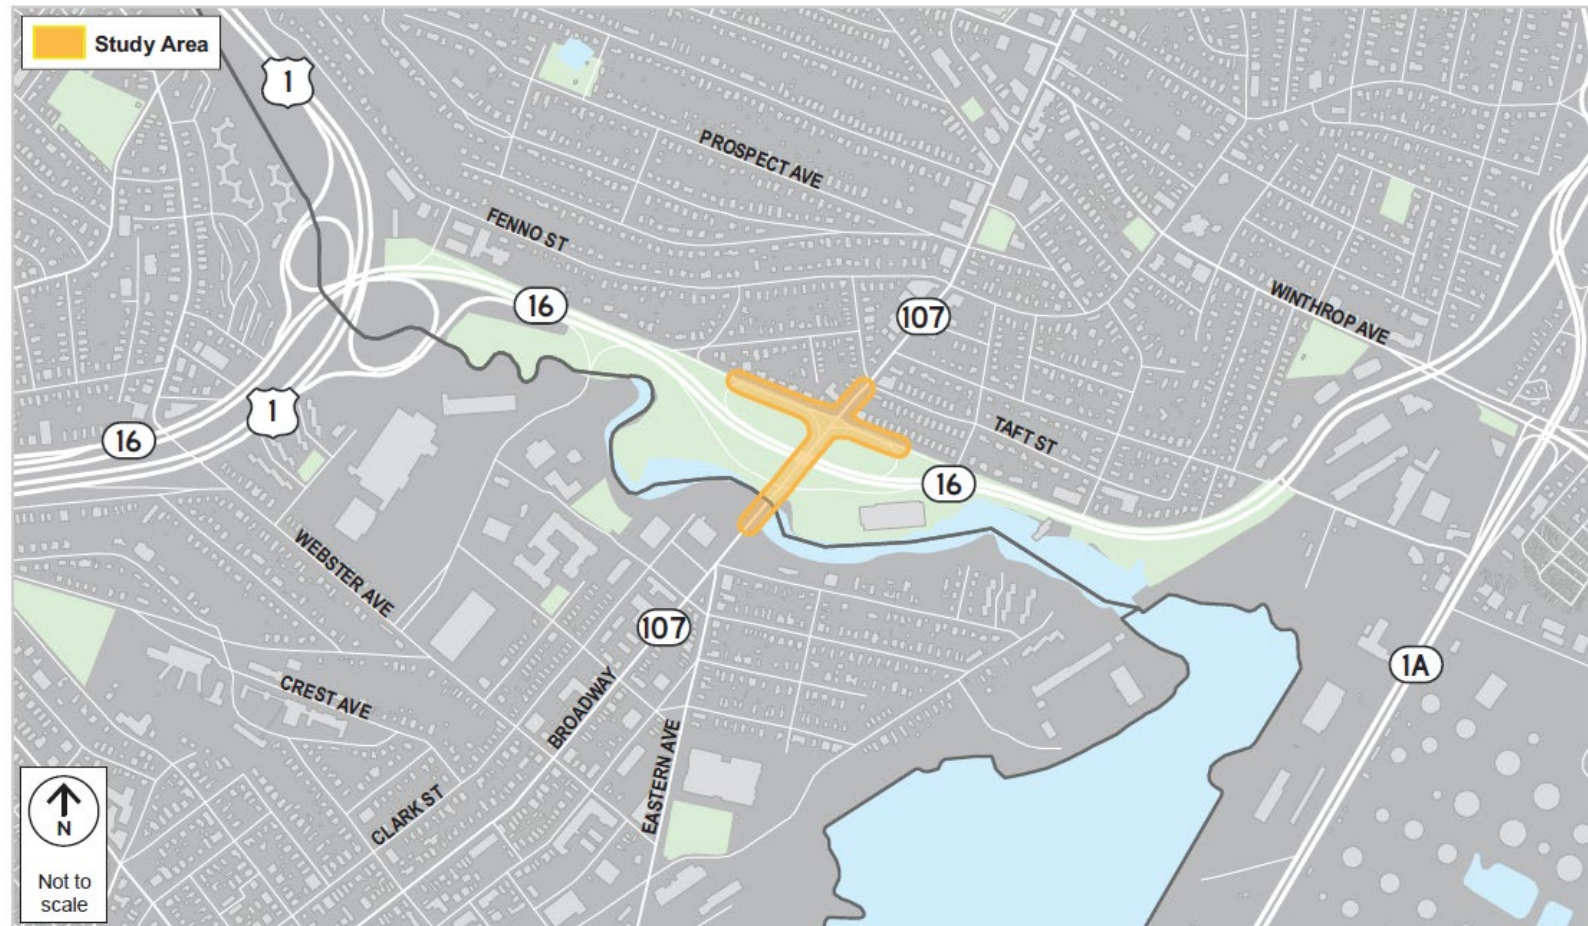 Study Area
1
PROSPECT AVE
FENNO ST
16
107
WINTHROP AVE
1
16
TAFT ST
16
WEBSTER AVE
107
1A
CREST AVE
BROADWAY
EASTERN AVE
CLARK ST
N
Not to
scale